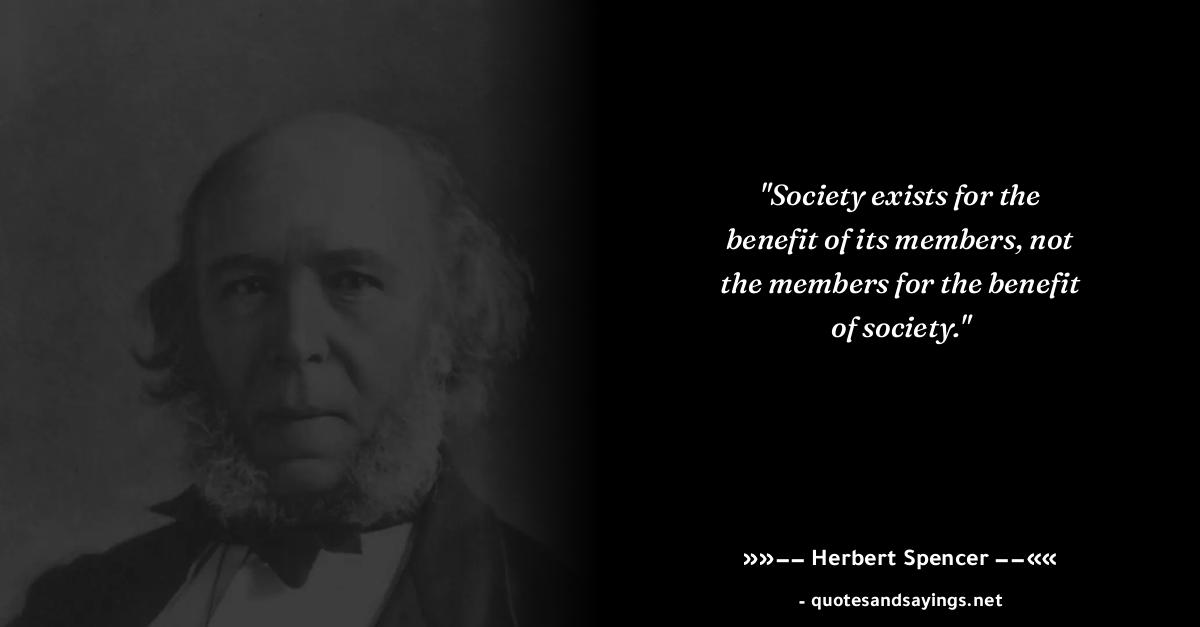 "Society exists for the
benefit of its members, not
the members for the benefit
of society."
»»−− Herbert Spencer −−««
- quotesandsayings.net